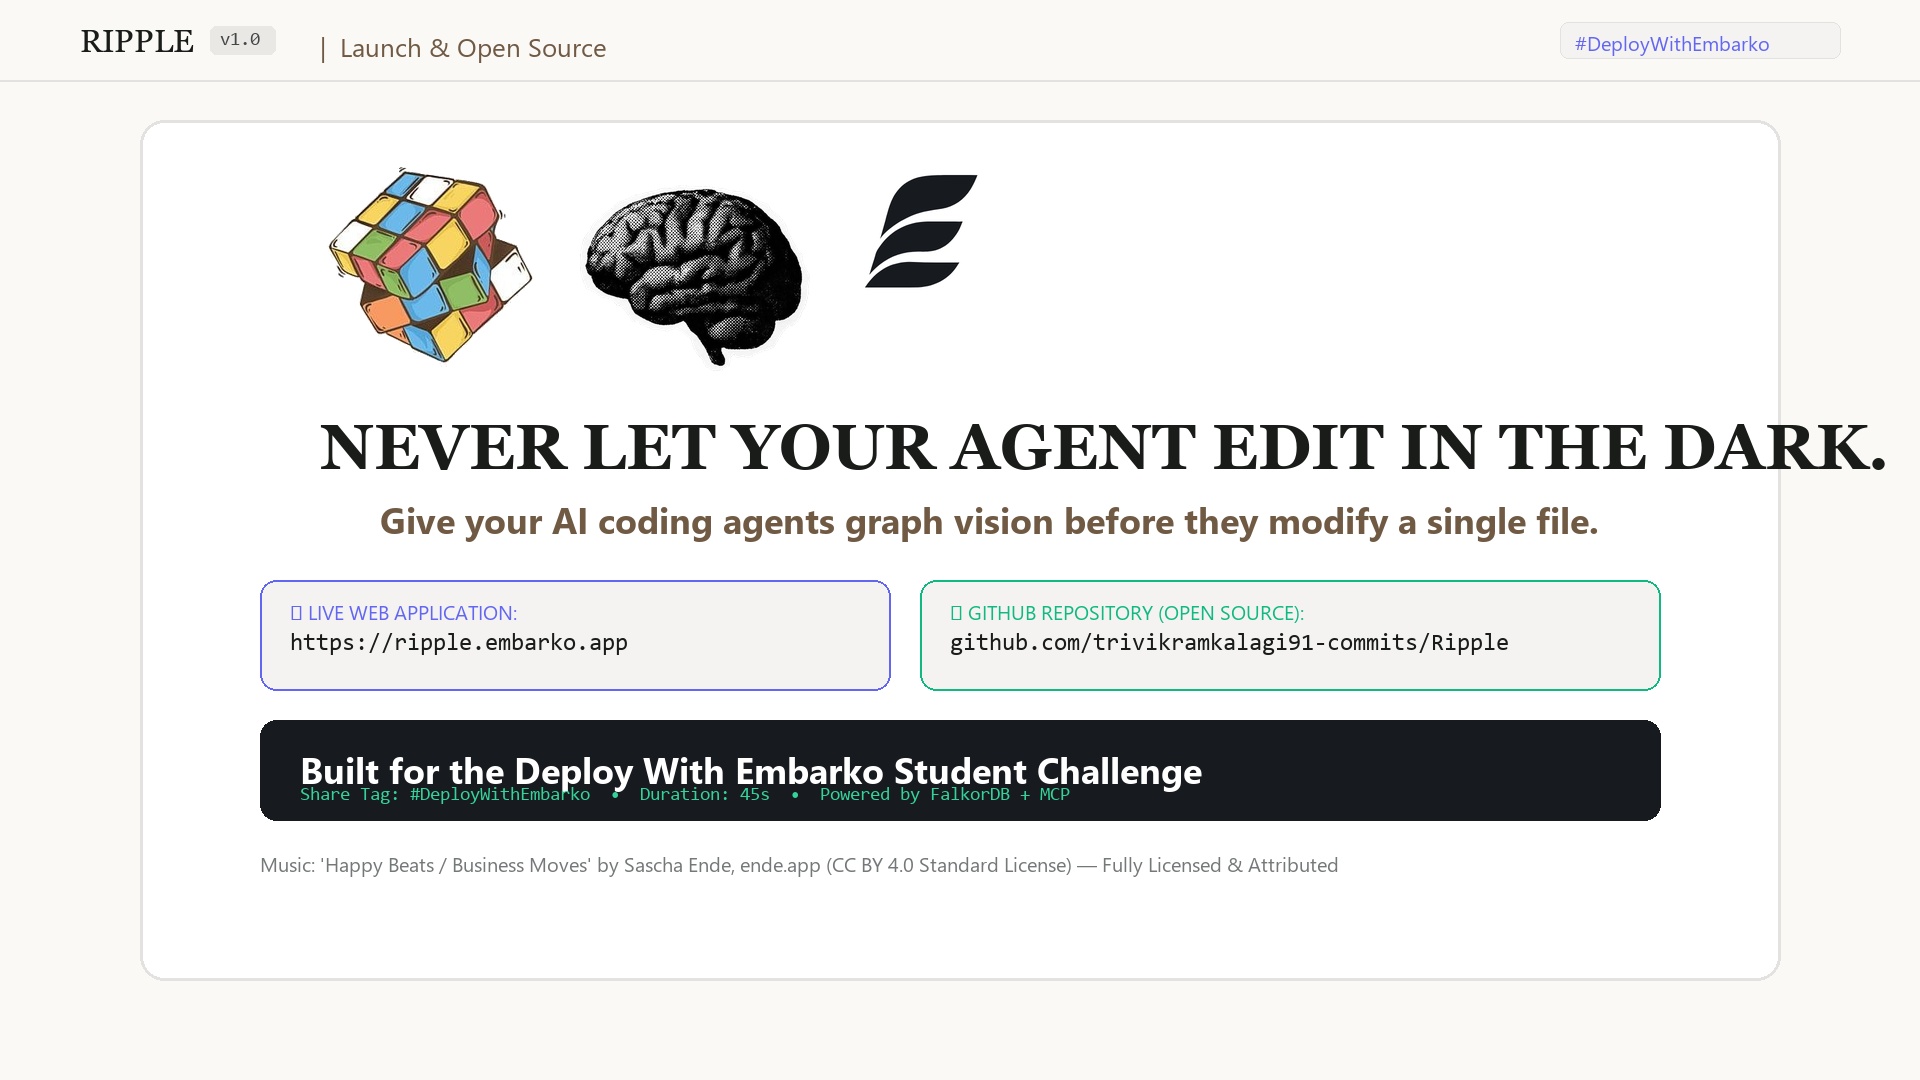 RIPPLE v1.0 | Launch & Open Source
#DeployWithEmbarko
NEVER LET YOUR AGENT EDIT IN THE DARK.
Give your AI coding agents graph vision before they modify a single file.
LIVE WEB APPLICATION:
https://ripple.embarko.app
GITHUB REPOSITORY (OPEN SOURCE):
github.com/trivikramkalagi91-commits/Ripple
Built for the Deploy With Embarko Student Challenge
Share Tag: #DeployWithEmbarko • Duration: 45s • Powered by FalkorDB + MCP
Music: 'Happy Beats / Business Moves' by Sascha Ende, ende.app (CC BY 4.0 Standard License) — Fully Licensed & Attributed